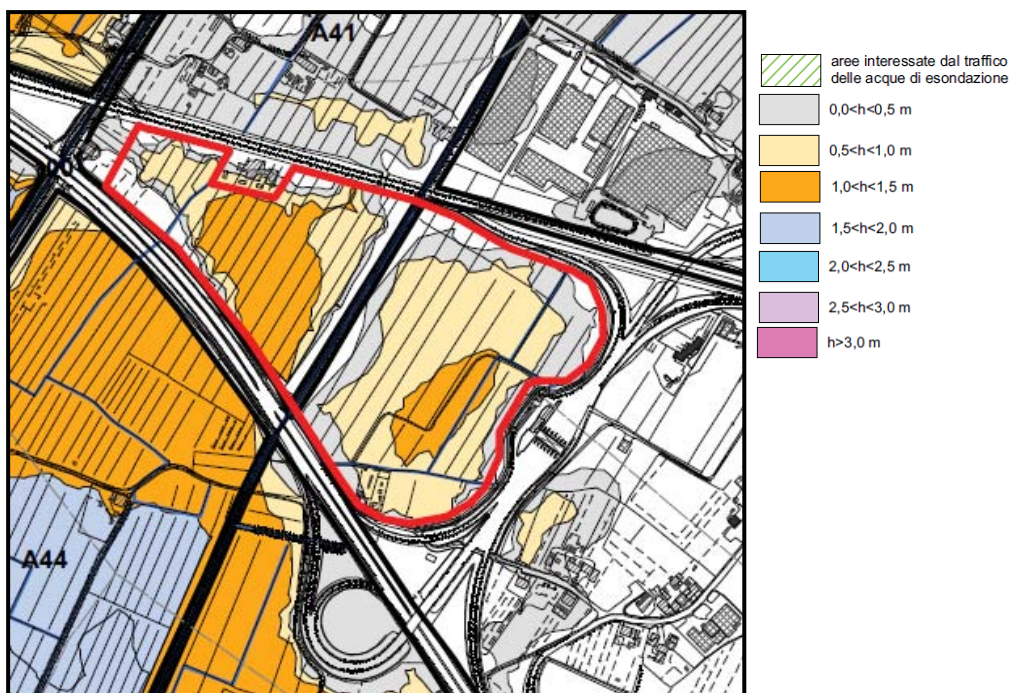 A41
A44
aree interessate dal traffico
delle acque di esondazione
0,0<h<0,5 m
0,5<h<1,0 m
1,0<h<1,5 m
1,5<h<2,0 m
2,0<h<2,5 m
2,5<h<3,0 m
h>3,0 m